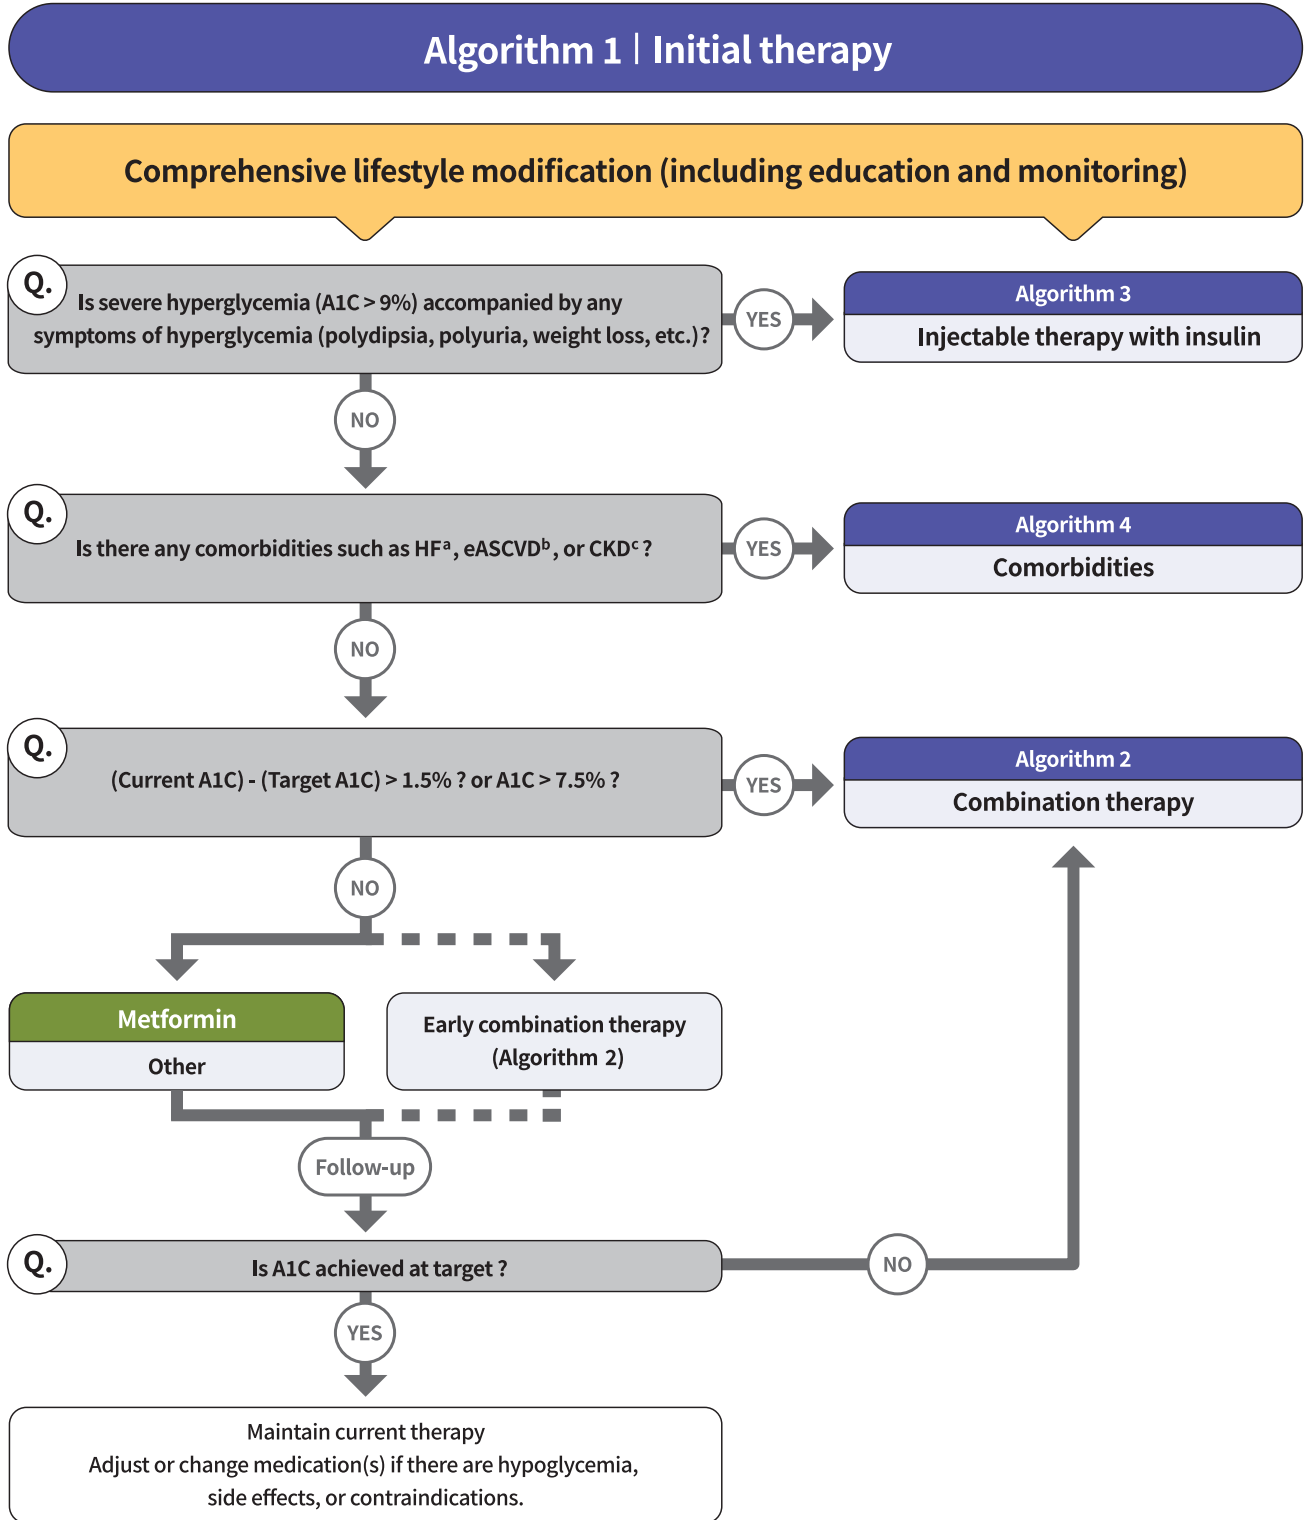 Algorithm 1 | Initial therapy
Comprehensive lifestyle modification (including education and monitoring)
Q.
Is severe hyperglycemia (A1C > 9%) accompanied by any
symptoms of hyperglycemia (polydipsia, polyuria, weight loss, etc.)?
YES
Algorithm 3
Injectable therapy with insulin
NO
Q.
Is there any comorbidities such as HFᵃ, eASCVDᵇ, or CKDᶜ ?
YES
Algorithm 4
Comorbidities
NO
Q.
(Current A1C) - (Target A1C) > 1.5% ? or A1C > 7.5% ?
YES
Algorithm 2
Combination therapy
NO
Metformin
Other
Early combination therapy
(Algorithm 2)
Follow-up
Q.
Is A1C achieved at target ?
NO
YES
Maintain current therapy
Adjust or change medication(s) if there are hypoglycemia,
side effects, or contraindications.